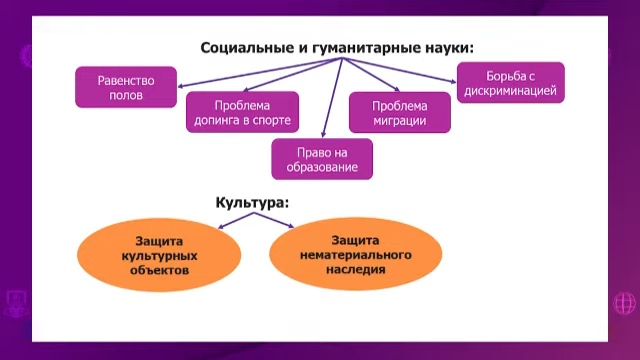 Социальные и гуманитарные науки:
Равенство
полов
Проблема
допинга в спорте
Право на
образование
Проблема
миграции
Борьба с
дискриминацией
Культура:
Защита
культурных
объектов
Защита
нематериального
наследия